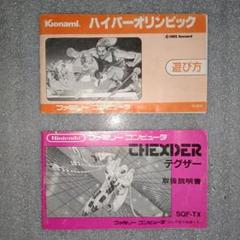 Konami
ハイパーオリンピック
© 1985 Konami
遊び方
ファミリー コンピュータ
Nintendo
ファミリー コンピュータ
THEXDER
テグザー
取扱説明書
SQF-TX
ファミリー コンピュータ